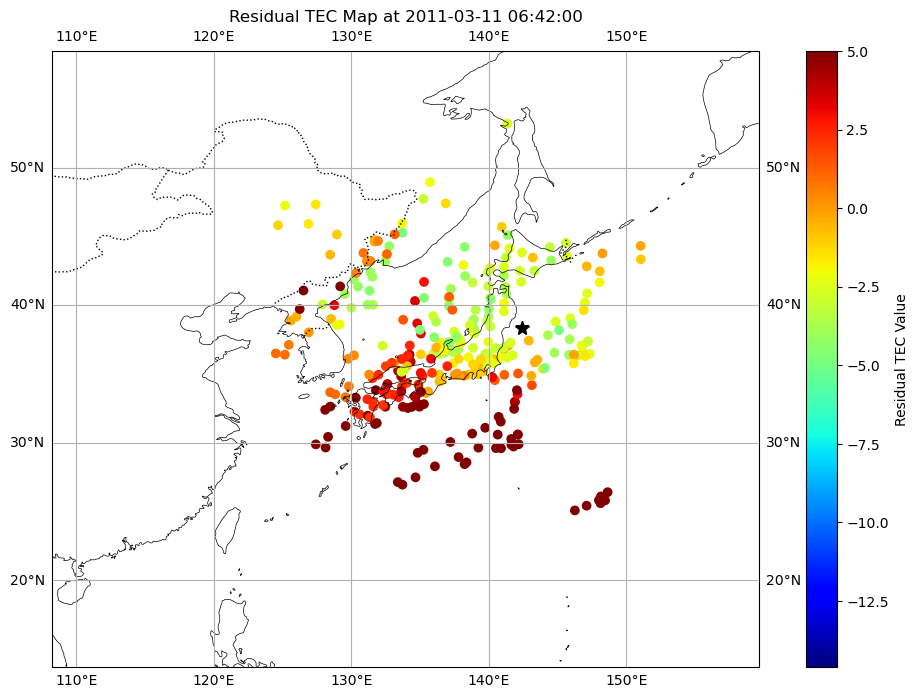 Residual TEC Map at 2011-03-11 06:42:00
110°E 120°E 130°E 140°E 150°E
5.0
2.5
50°N 50°N
0.0
−2.5
40°N 40°N
−5.0
Residual TEC Value
30°N 30°N
−7.5
−10.0
20°N 20°N
−12.5
110°E 120°E 130°E 140°E 150°E